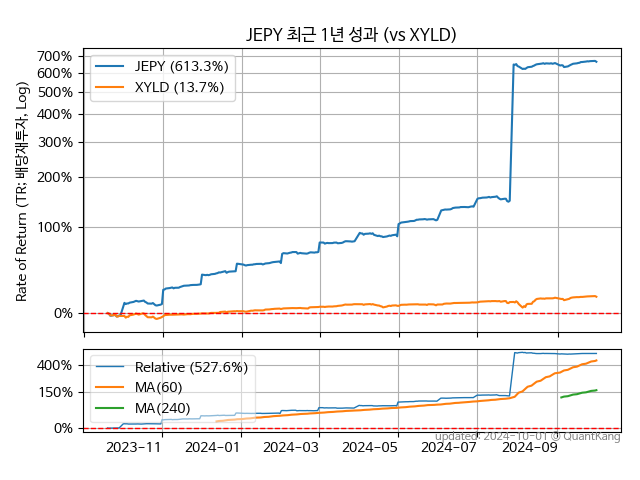 JEPY 최근 1년 성과 (vs XYLD)
Rate of Return (TR; 배당재투자, Log)
700%
600%
500%
400%
300%
200%
100%
0%
JEPY (613.3%)
XYLD (13.7%)
400%
150%
0%
Relative (527.6%)
MA(60)
MA(240)
2023-11
2024-01
2024-03
2024-05
2024-07
2024-09
updated: 2024-10-01 © QuantKang